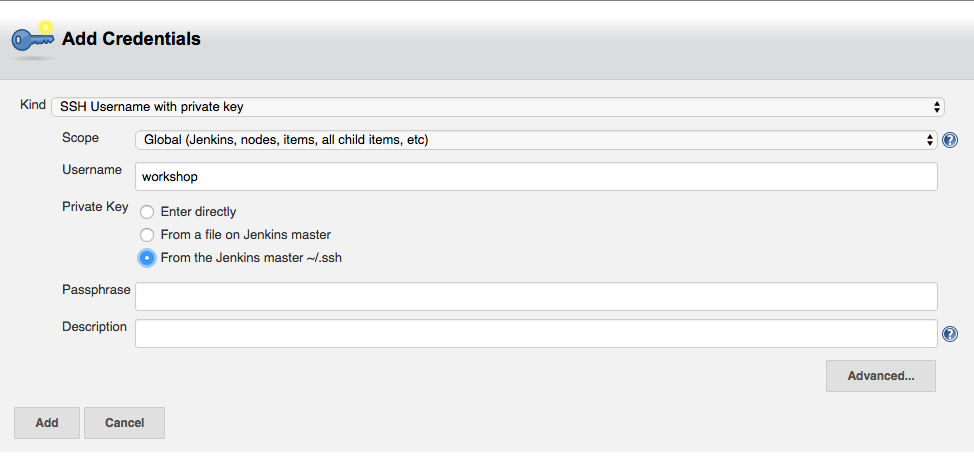 Add Credentials
Kind SSH Username with private key
Scope Global (Jenkins, nodes, items, all child items, etc)
Username workshop
Private Key Enter directly
From a file on Jenkins master
From the Jenkins master ~/.ssh
Passphrase
Description
Advanced...
Add Cancel